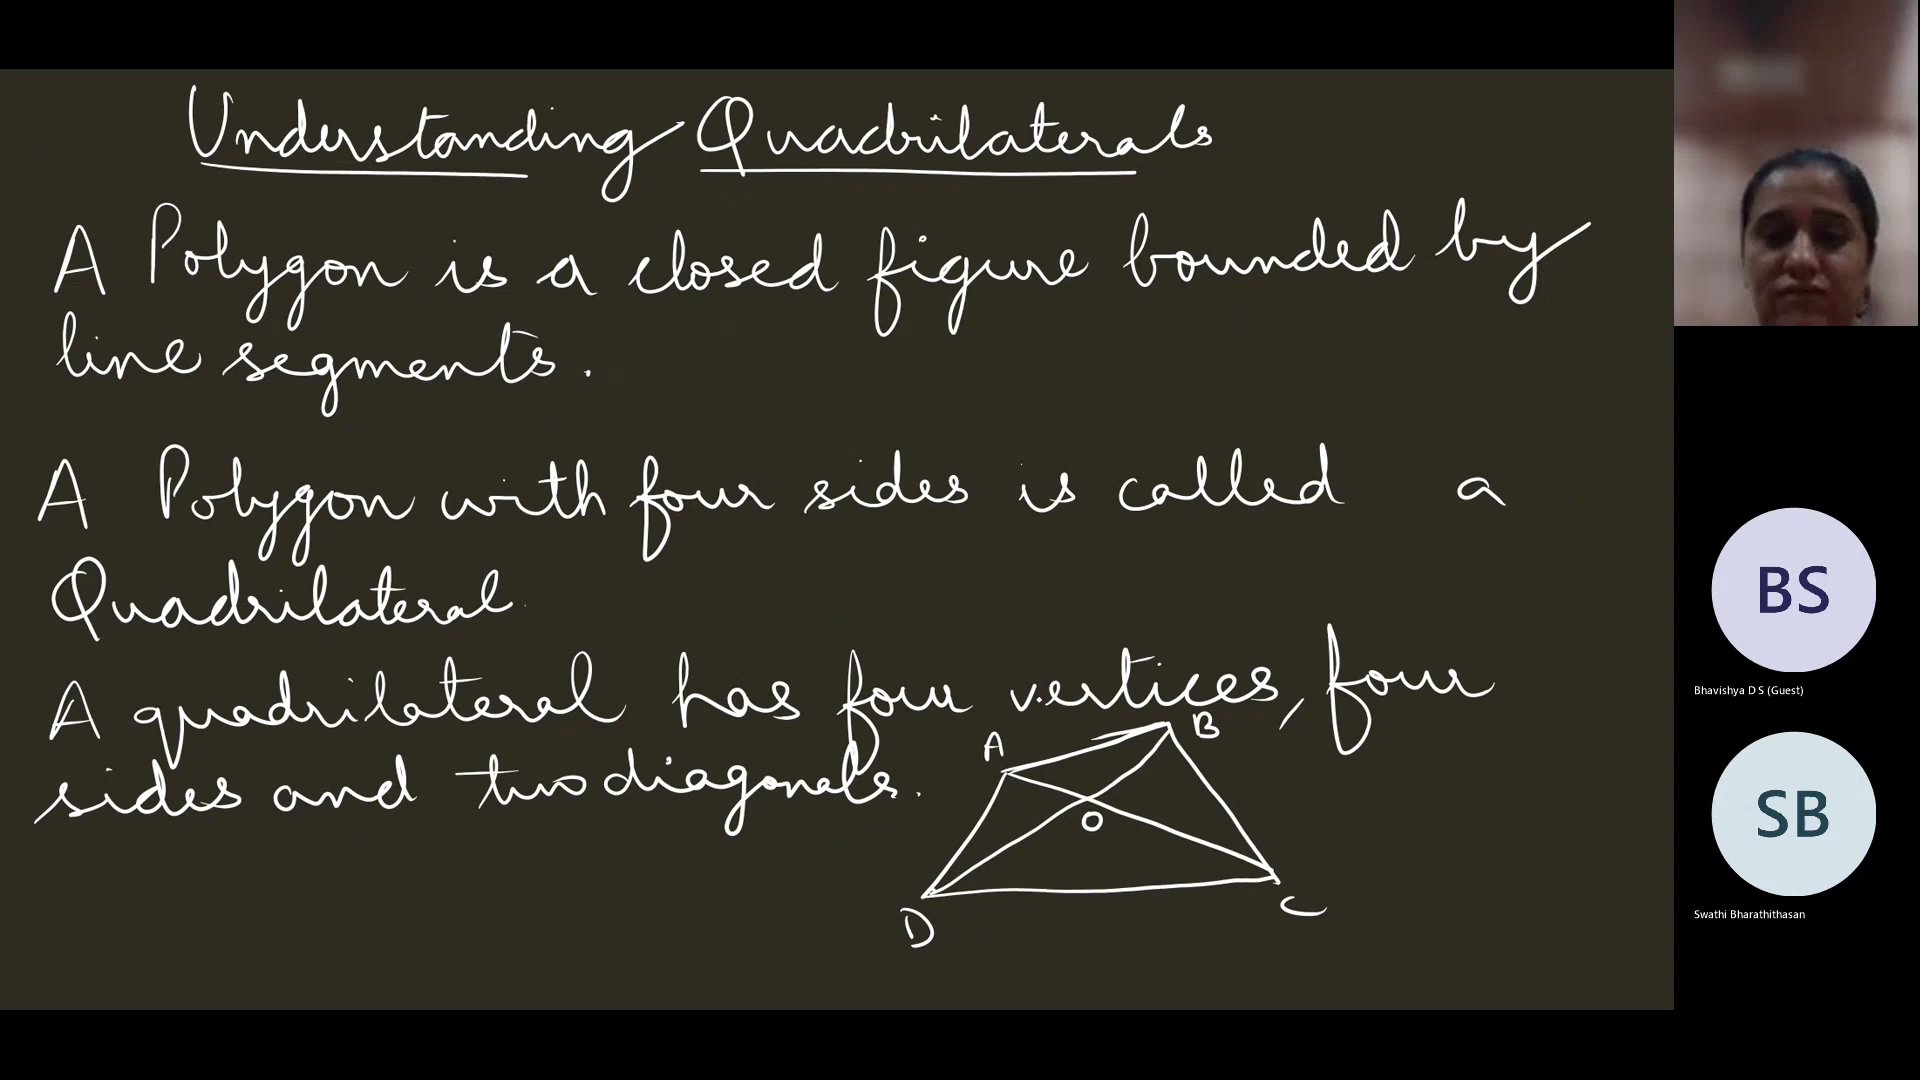 Understanding Quadrilaterals
A Polygon is a closed figure bounded by
line segments.
A Polygon with four sides is called a
Quadrilateral.
A quadrilateral has four vertices, four
sides and two diagonals.
A
B
O
D
C
BS
Bhavishya D S (Guest)
SB
Swathi Bharathithasan